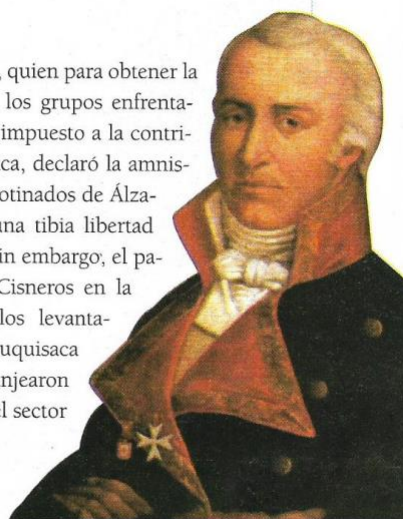 , quien para obtener la
los grupos enfrenta-
impuesto a la contri-
ca, declaró la amnis-
otinados de Álza-
una tibia libertad
in embargo, el pa-
Cisneros en la
los levanta-
uquisaca
njearon
el sector